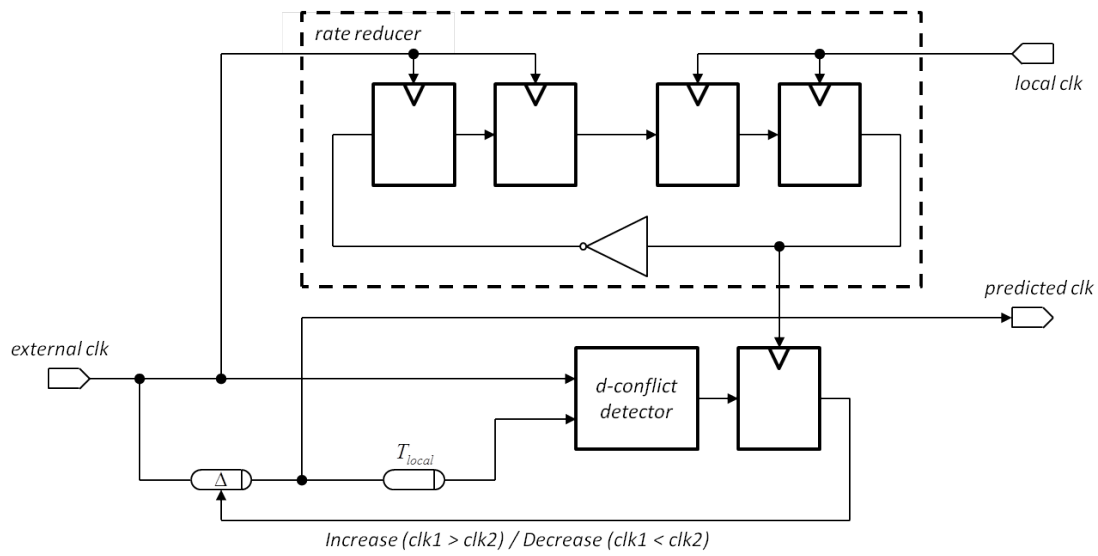 rate reducer
local clk
predicted clk
external clk
d-conflict
detector
T_local
Δ
Increase (clk1 > clk2) / Decrease (clk1 < clk2)